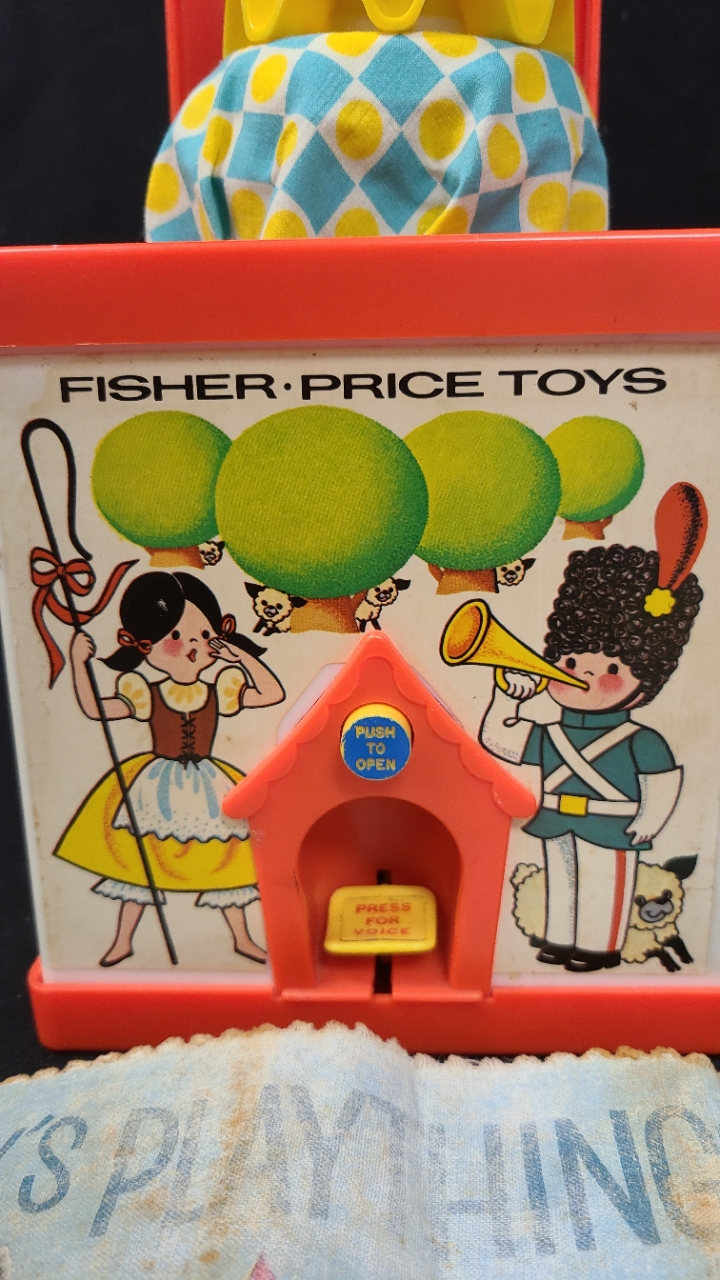 FISHER·PRICE TOYS
PUSH
TO
OPEN
PRESS
FOR
VOICE
'S PLAYTHING